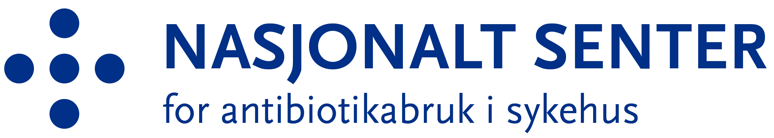 NASJONALT SENTER
for antibiotikabruk i sykehus